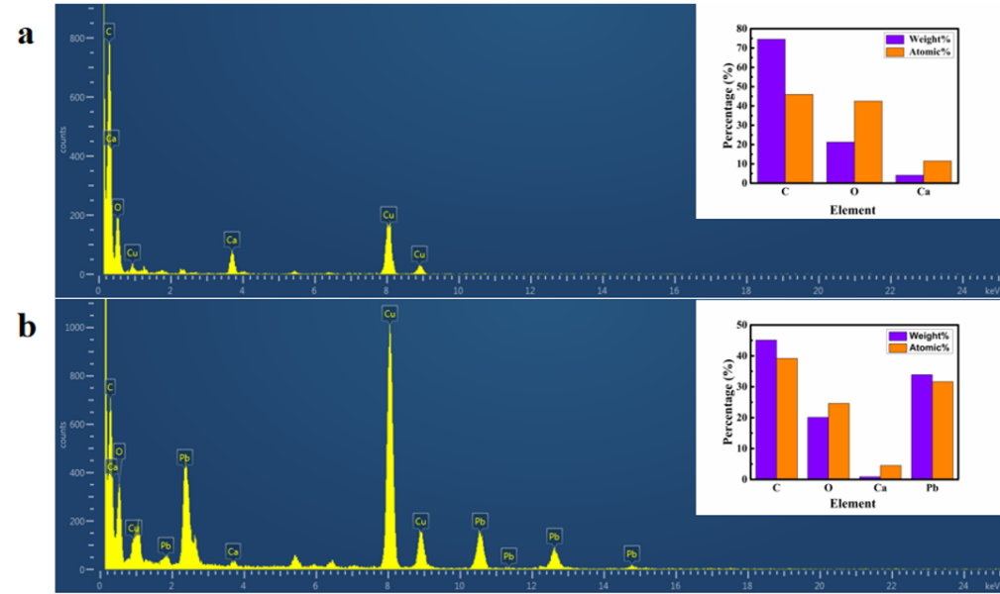 a
counts
800
600
400
200
0
C
Ca
O
Cu
Ca
Cu
Cu
0 2 4 6 8 10 12 14 16 18 20 22 24 keV
Percentage (%)
80
70
60
50
40
30
20
10
0
Weight%
Atomic%
C O Ca
Element
b
counts
1000
800
600
400
200
0
C
Ca
O
Cu
Pb
Pb
Ca
Cu
Cu
Pb
Pb
Pb
Pb
0 2 4 6 8 10 12 14 16 18 20 22 24 keV
Percentage (%)
50
40
30
20
10
0
Weight%
Atomic%
C O Ca Pb
Element